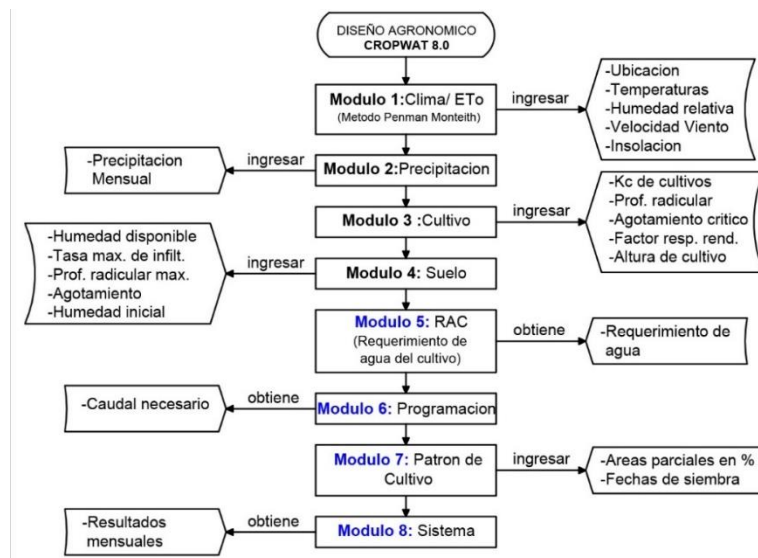 DISEÑO AGRONOMICO
CROPWAT 8.0
Modulo 1:Clima/ ETo
(Metodo Penman Monteith)
ingresar
-Ubicacion
-Temperaturas
-Humedad relativa
-Velocidad Viento
-Insolacion
-Precipitacion
Mensual
ingresar
Modulo 2:Precipitacion
Modulo 3 :Cultivo
ingresar
-Kc de cultivos
-Prof. radicular
-Agotamiento critico
-Factor resp. rend.
-Altura de cultivo
-Humedad disponible
-Tasa max. de infilt.
-Prof. radicular max.
-Agotamiento
-Humedad inicial
ingresar
Modulo 4: Suelo
Modulo 5: RAC
(Requerimiento de
agua del cultivo)
obtiene
-Requerimiento de
agua
-Caudal necesario
obtiene
Modulo 6: Programacion
Modulo 7: Patron de
Cultivo
ingresar
-Areas parciales en %
-Fechas de siembra
-Resultados
mensuales
obtiene
Modulo 8: Sistema